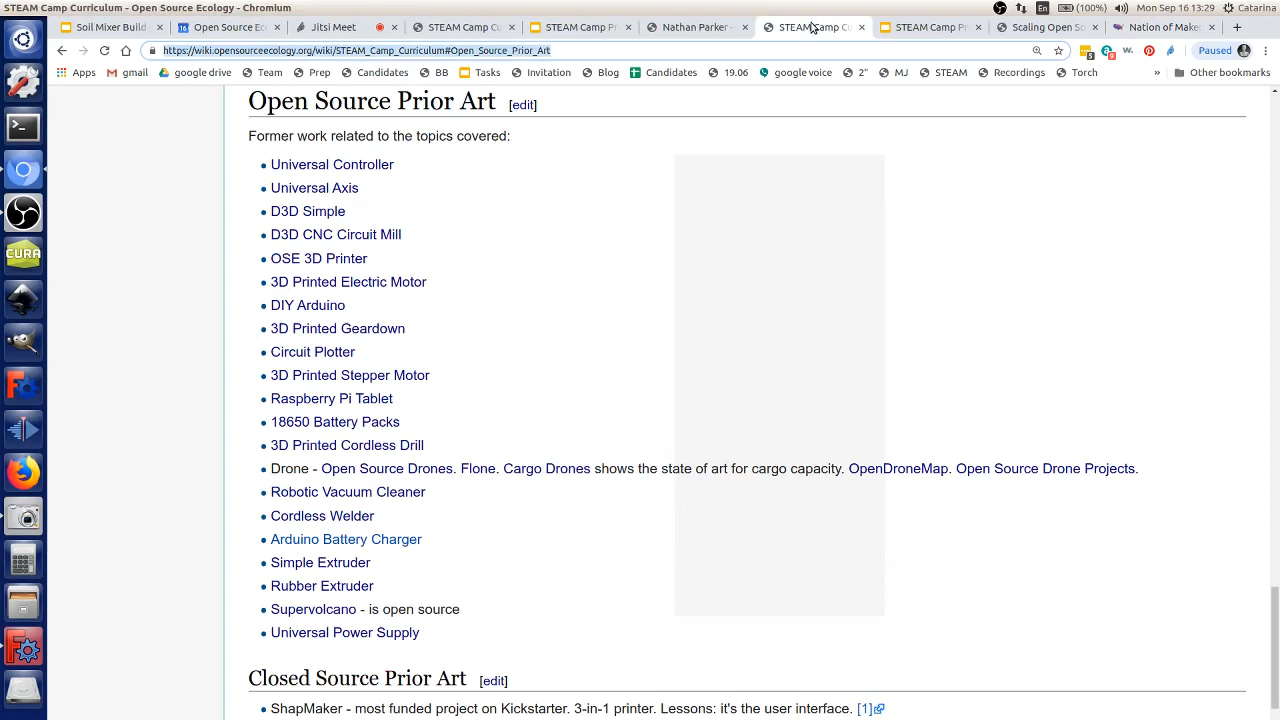 STEAM Camp Curriculum - Open Source Ecology - Chromium
En
(100%)
Mon Sep 16 13:29
Catarina
Soil Mixer Build
16
Open Source Ec
Jitsi Meet
STEAM Camp Cu
STEAM Camp Pr
Nathan P
STEAM Camp Cu
STEAM Camp Pr
Scaling Open So
Nation of Make
https://wiki.opensourceecology.org/wiki/STEAM_Camp_Curriculum#Open_Source_Prior_Art
5
9
W.
Paused
Apps
gmail
google drive
Team
Prep
Candidates
BB
Tasks
Invitation
Blog
Candidates
19.06
google voice
2"
MJ
STEAM
Recordings
Torch
»
Other bookmarks
CURA
Open Source Prior Art [edit]
Former work related to the topics covered:
Universal Controller
Universal Axis
D3D Simple
D3D CNC Circuit Mill
OSE 3D Printer
3D Printed Electric Motor
DIY Arduino
3D Printed Geardown
Circuit Plotter
3D Printed Stepper Motor
Raspberry Pi Tablet
18650 Battery Packs
3D Printed Cordless Drill
Drone - Open Source Drones. Flone. Cargo Drones shows the state of art for cargo capacity. OpenDroneMap. Open Source Drone Projects.
Robotic Vacuum Cleaner
Cordless Welder
Arduino Battery Charger
Simple Extruder
Rubber Extruder
Supervolcano - is open source
Universal Power Supply
Closed Source Prior Art [edit]
ShapMaker - most funded project on Kickstarter. 3-in-1 printer. Lessons: it's the user interface. [1]